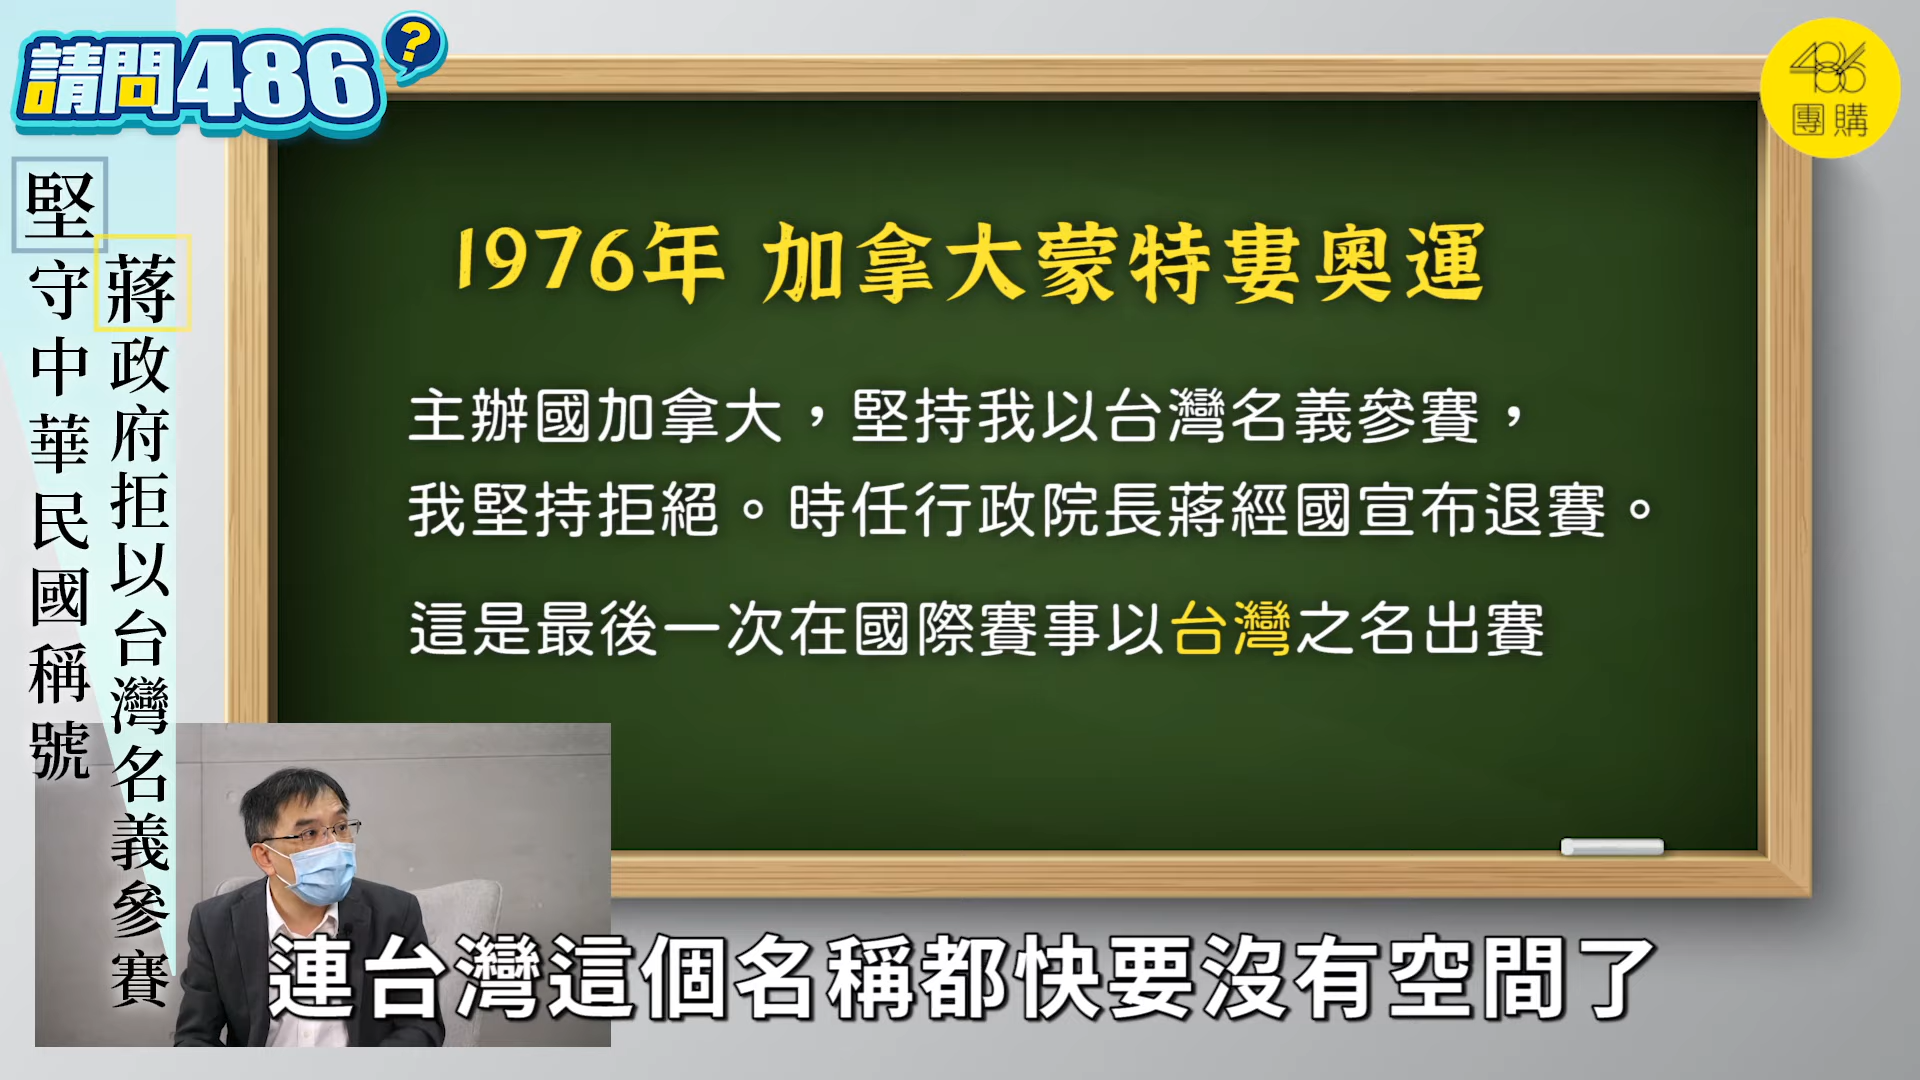 請問486?
486
團購
堅守中華民國稱號
蔣政府拒以台灣名義參賽
1976年 加拿大蒙特婁奧運
主辦國加拿大，堅持我以台灣名義參賽，
我堅持拒絕。時任行政院長蔣經國宣布退賽。
這是最後一次在國際賽事以台灣之名出賽
連台灣這個名稱都快要沒有空間了